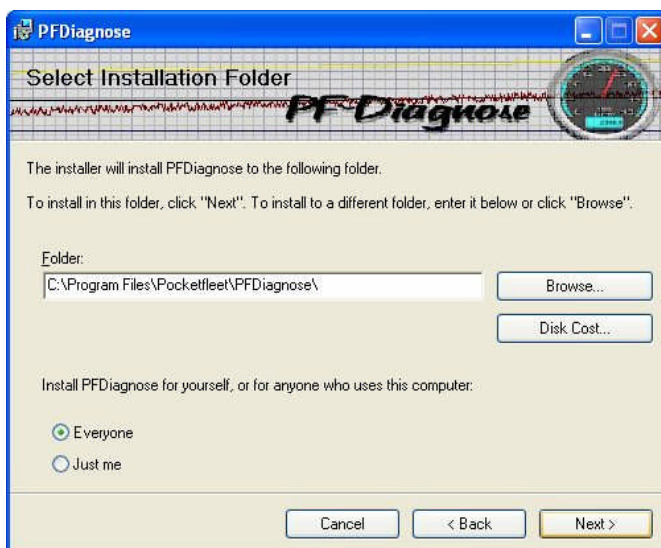 PFDiagnose
Select Installation Folder
PF-Diagnose
The installer will install PFDiagnose to the following folder.
To install in this folder, click "Next". To install to a different folder, enter it below or click "Browse".
Folder:
C:\Program Files\Pocketfleet\PFDiagnose\
Browse...
Disk Cost...
Install PFDiagnose for yourself, or for anyone who uses this computer:
Everyone
Just me
Cancel
< Back
Next >